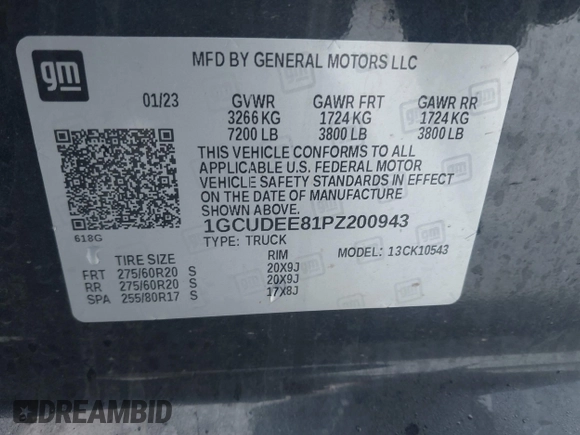 gm
MFD BY GENERAL MOTORS LLC
01/23 GVWR GAWR FRT GAWR RR
3266 KG 1724 KG 1724 KG
7200 LB 3800 LB 3800 LB
THIS VEHICLE CONFORMS TO ALL
APPLICABLE U.S. FEDERAL MOTOR
VEHICLE SAFETY STANDARDS IN EFFECT
ON THE DATE OF MANUFACTURE
SHOWN ABOVE.
618G
1GCUDEE81PZ200943
TYPE: TRUCK MODEL: 13CK10543
TIRE SIZE RIM
FRT 275/60R20 S 20X9J
RR 275/60R20 S 20X9J
SPA 255/80R17 S 17X8J
DREAMBID